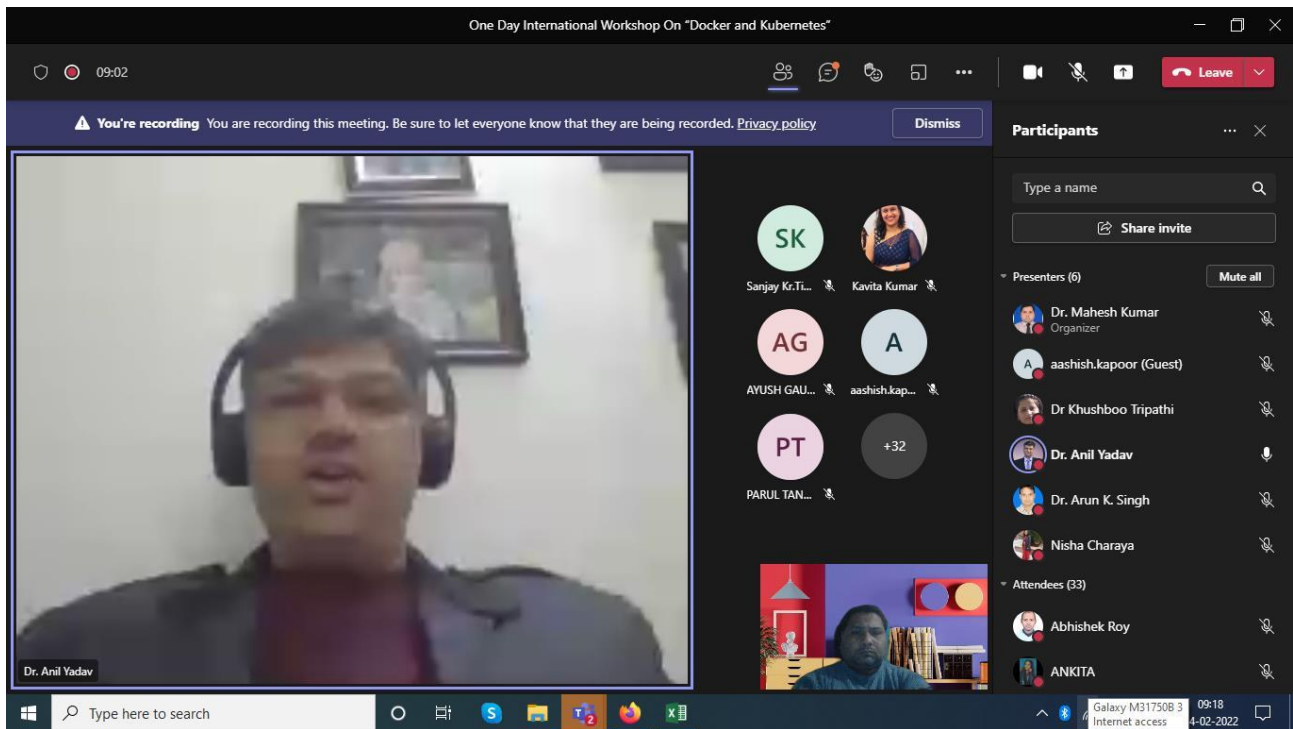 One Day International Workshop On "Docker and Kubernetes"
09:02
Leave
You're recording You are recording this meeting. Be sure to let everyone know that they are being recorded. Privacy policy
Dismiss
Participants
Type a name
Share invite
Presenters (6)
Mute all
Dr. Mahesh Kumar
Organizer
A
aashish.kapoor (Guest)
Dr Khushboo Tripathi
Dr. Anil Yadav
Dr. Arun K. Singh
Nisha Charaya
Attendees (33)
Abhishek Roy
ANKITA
SK
Sanjay Kr.Ti...
Kavita Kumar
AG
AYUSH GAU...
A
aashish.kap...
PT
PARUL TAN...
+32
Dr. Anil Yadav
Type here to search
S
2
Galaxy M31750B 3
Internet access
09:18
4-02-2022